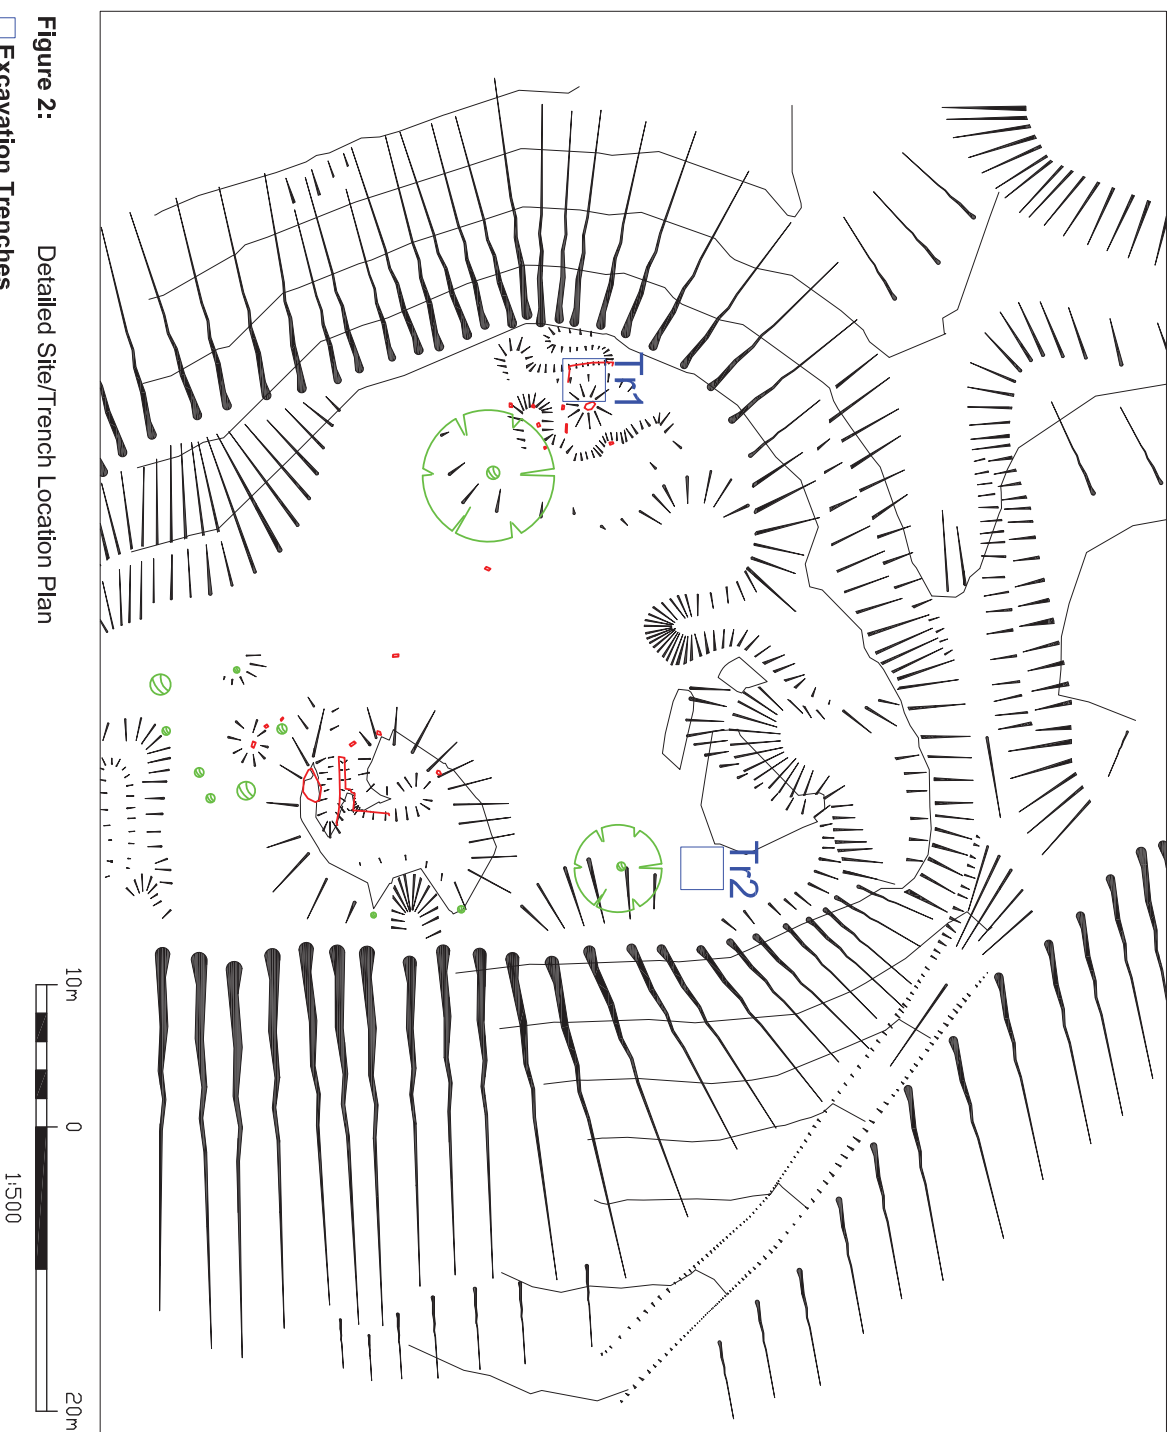 Tr1
Tr2
10m 0 20m
1:500
Figure 2: Detailed Site/Trench Location Plan
Excavation Trenches